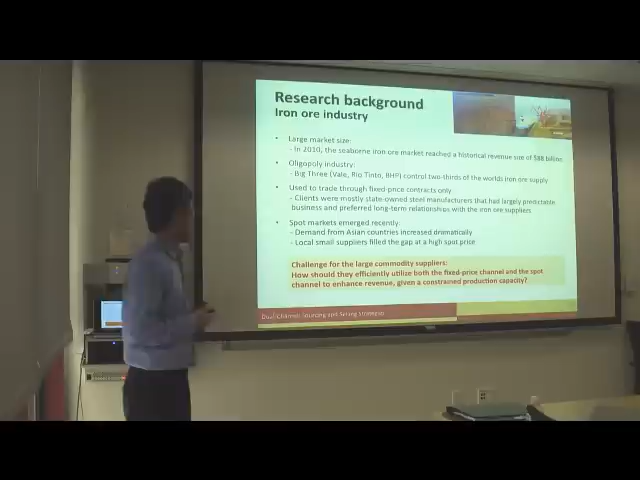 Research background
Iron ore industry
• Large market size:
- In 2010, the seaborne iron ore market reached a historical revenue size of $88 billion
• Oligopoly industry:
- Big Three (Vale, Rio Tinto, BHP) control two-thirds of the worlds iron ore supply
• Used to trade through fixed-price contracts only
- Clients were mostly state-owned steel manufacturers that had largely predictable
business and preferred long-term relationships with the iron ore suppliers
• Spot markets emerged recently:
- Demand from Asian countries increased dramatically
- Local small suppliers filled the gap at a high spot price
Challenge for the large commodity suppliers:
How should they efficiently utilize both the fixed-price channel and the spot
channel to enhance revenue, given a constrained production capacity?
Dual Channel Sourcing and Selling Strategies